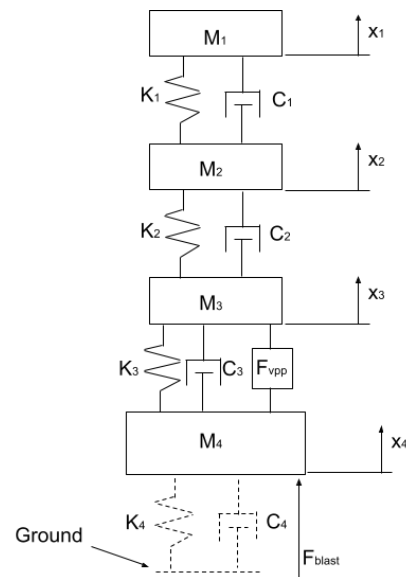 M1
x1
K1
C1
M2
x2
K2
C2
M3
x3
K3
C3
Fvpp
M4
x4
K4
C4
Ground
Fblast